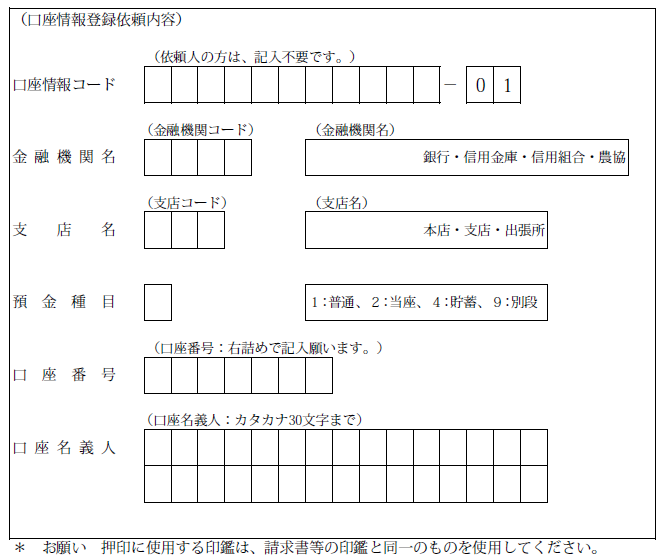 （口座情報登録依頼内容）
（依頼人の方は、記入不要です。）
口座情報コード － 0 1
（金融機関コード） （金融機関名）
金融機関名 銀行・信用金庫・信用組合・農協
（支店コード） （支店名）
支店名 本店・支店・出張所
預金種目 1：普通、2：当座、4：貯蓄、9：別段
（口座番号：右詰めで記入願います。）
口座番号
（口座名義人：カタカナ30文字まで）
口座名義人
＊ お願い 押印に使用する印鑑は、請求書等の印鑑と同一のものを使用してください。